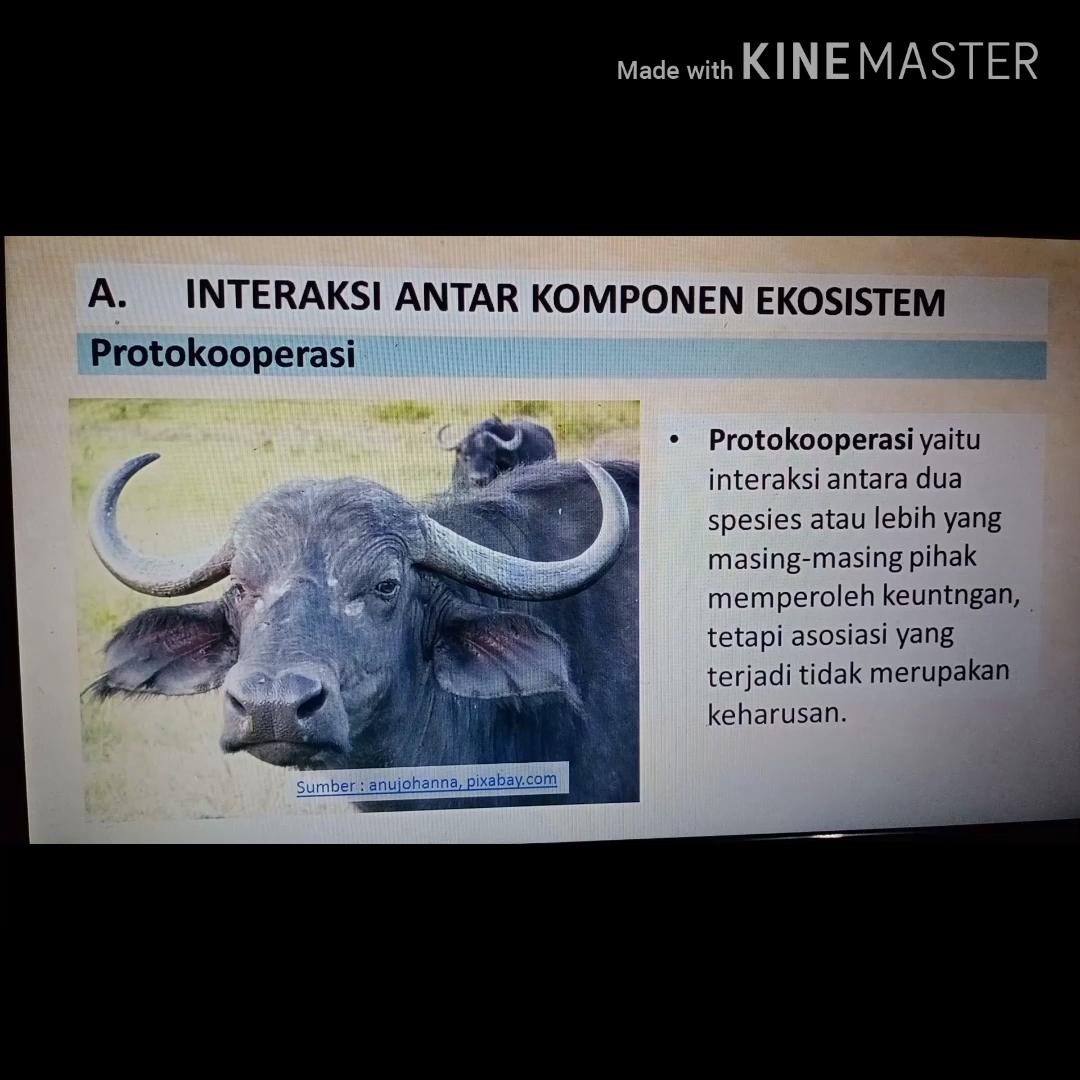 Made with KINEMASTER
A. INTERAKSI ANTAR KOMPONEN EKOSISTEM
Protokooperasi
• Protokooperasi yaitu
interaksi antara dua
spesies atau lebih yang
masing-masing pihak
memperoleh keuntngan,
tetapi asosiasi yang
terjadi tidak merupakan
keharusan.
Sumber : anujohanna, pixabay.com